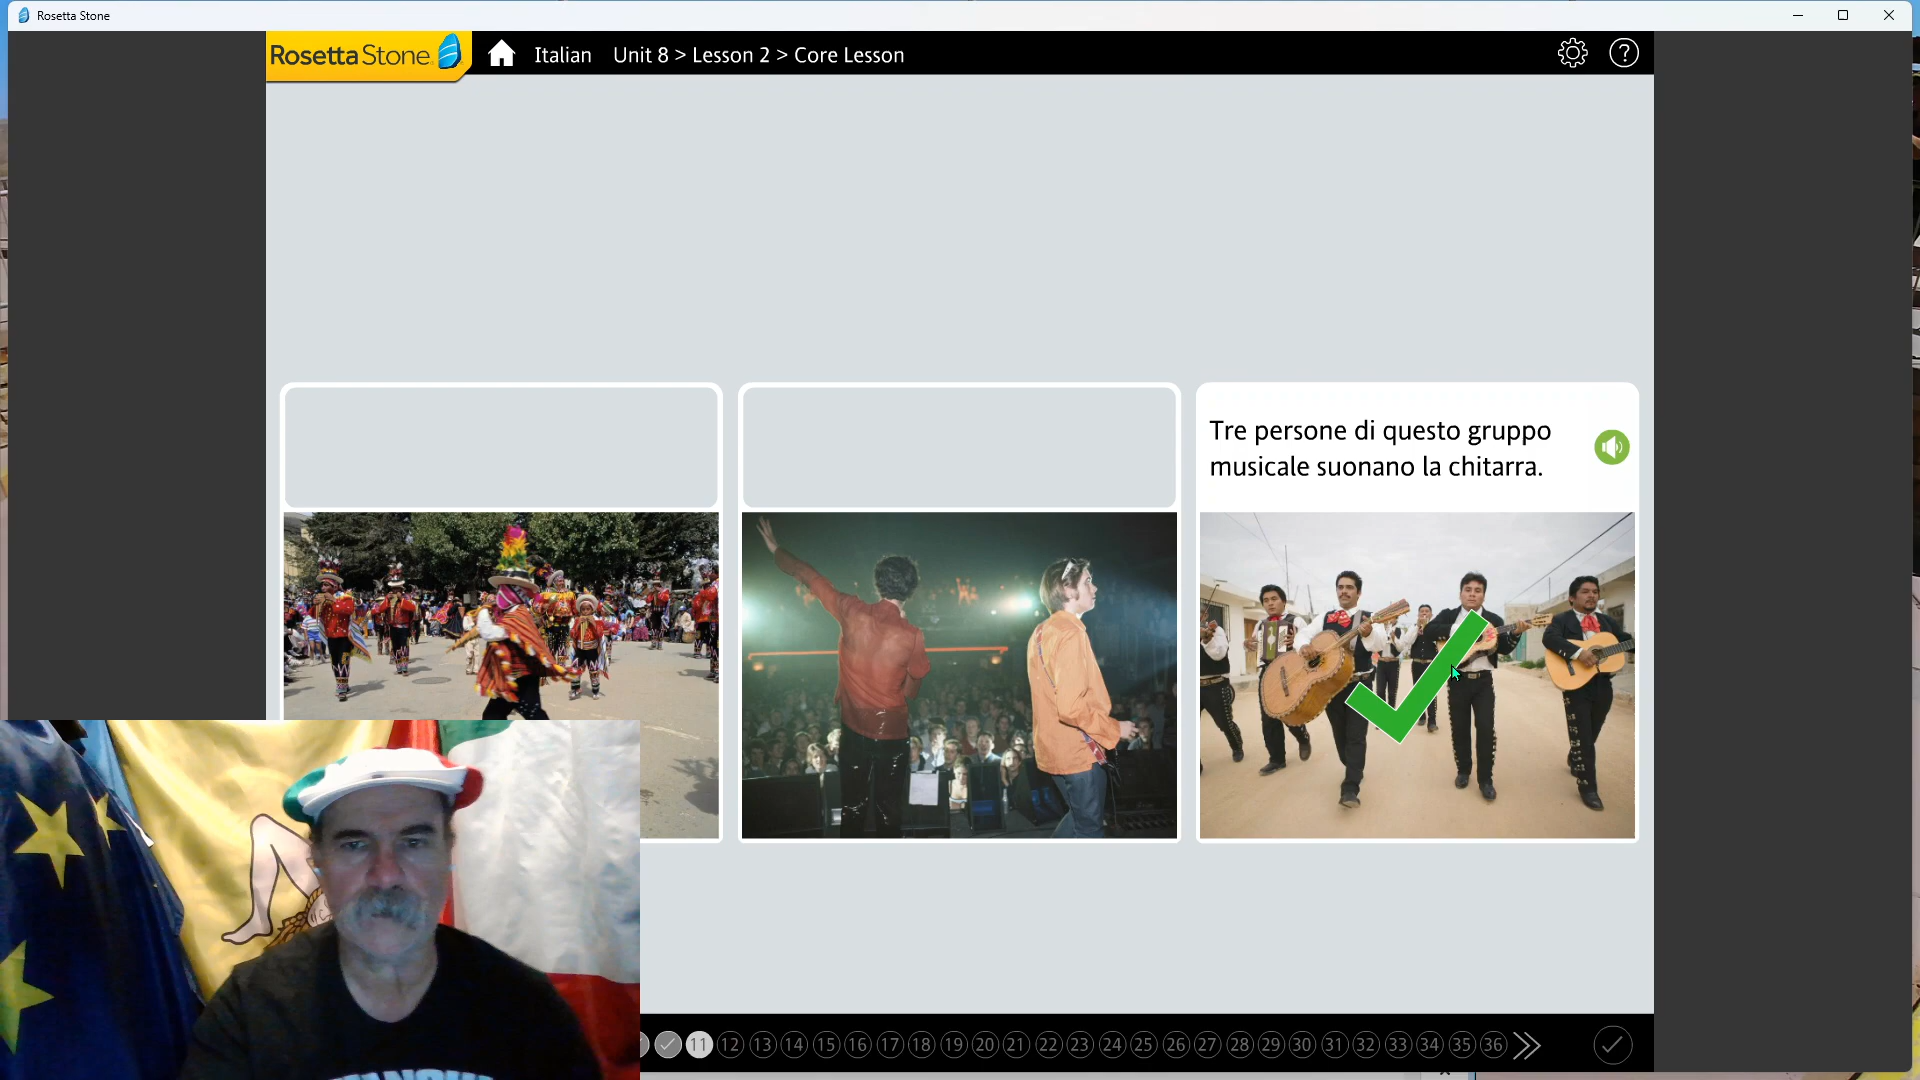 Rosetta Stone
RosettaStone
Italian Unit 8 > Lesson 2 > Core Lesson
?
Tre persone di questo gruppo
musicale suonano la chitarra.
11 12 13 14 15 16 17 18 19 20 21 22 23 24 25 26 27 28 29 30 31 32 33 34 35 36